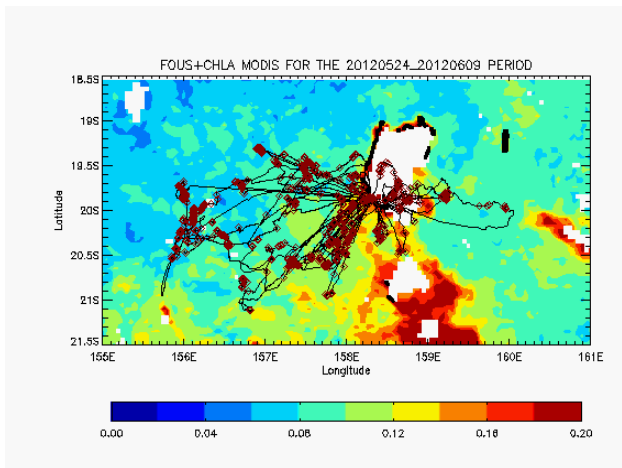 FOUS+CHLA MODIS FOR THE 20120524_20120609 PERIOD
18.5S
19S
19.5S
20S
20.5S
21S
21.5S
Latitude
155E 156E 157E 158E 159E 160E 161E
Longitude
0.00 0.04 0.08 0.12 0.16 0.20